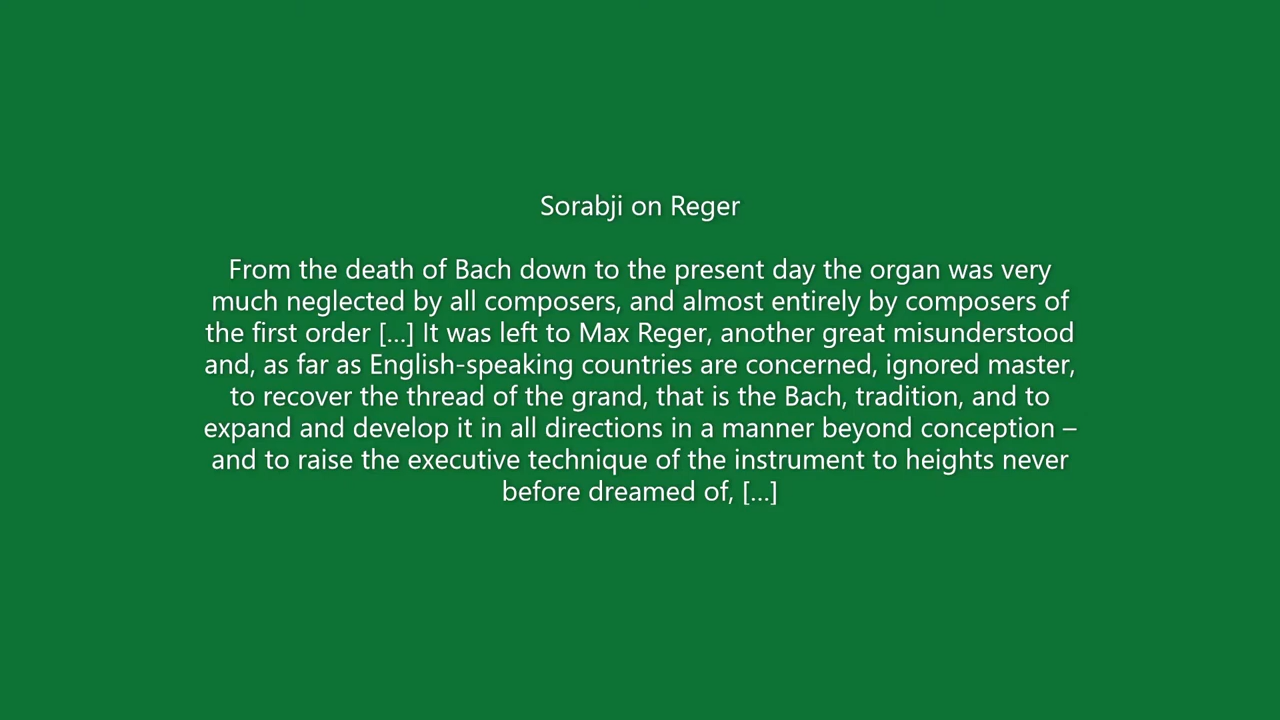 Sorabji on Reger
From the death of Bach down to the present day the organ was very
much neglected by all composers, and almost entirely by composers of
the first order [...] It was left to Max Reger, another great misunderstood
and, as far as English-speaking countries are concerned, ignored master,
to recover the thread of the grand, that is the Bach, tradition, and to
expand and develop it in all directions in a manner beyond conception –
and to raise the executive technique of the instrument to heights never
before dreamed of, [...]